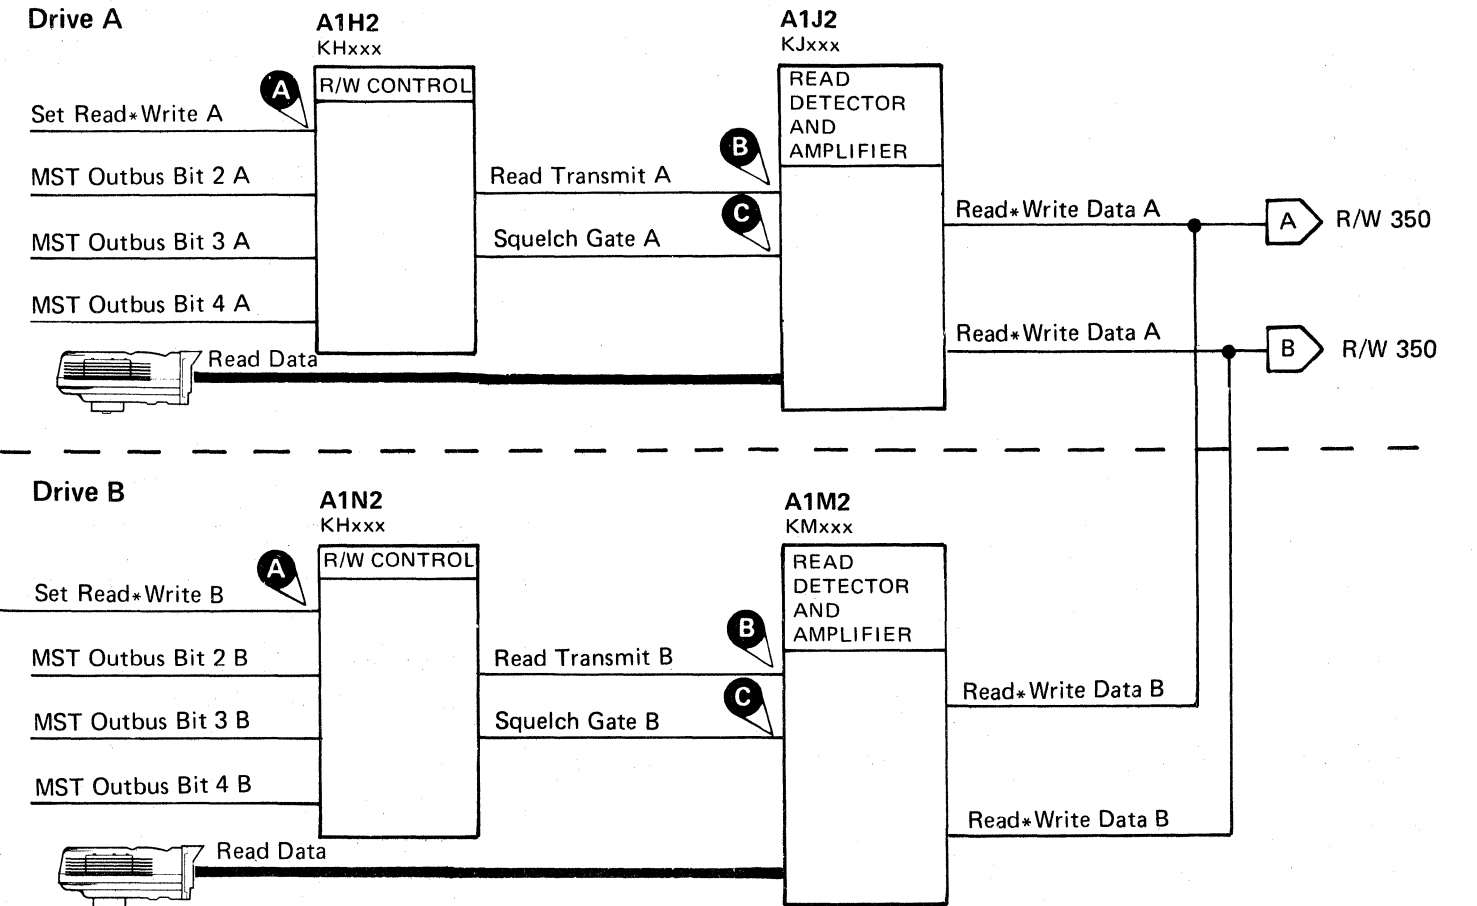 Drive A
A1H2
KHxxx
A1J2
KJxxx
A
R/W CONTROL
READ
DETECTOR
AND
AMPLIFIER
Set Read*Write A
B
MST Outbus Bit 2 A
Read Transmit A
C
Read*Write Data A
A
R/W 350
MST Outbus Bit 3 A
Squelch Gate A
MST Outbus Bit 4 A
Read*Write Data A
B
R/W 350
Read Data
Drive B
A1N2
KHxxx
A1M2
KMxxx
A
R/W CONTROL
READ
DETECTOR
AND
AMPLIFIER
Set Read*Write B
B
MST Outbus Bit 2 B
Read Transmit B
C
Read*Write Data B
MST Outbus Bit 3 B
Squelch Gate B
MST Outbus Bit 4 B
Read*Write Data B
Read Data